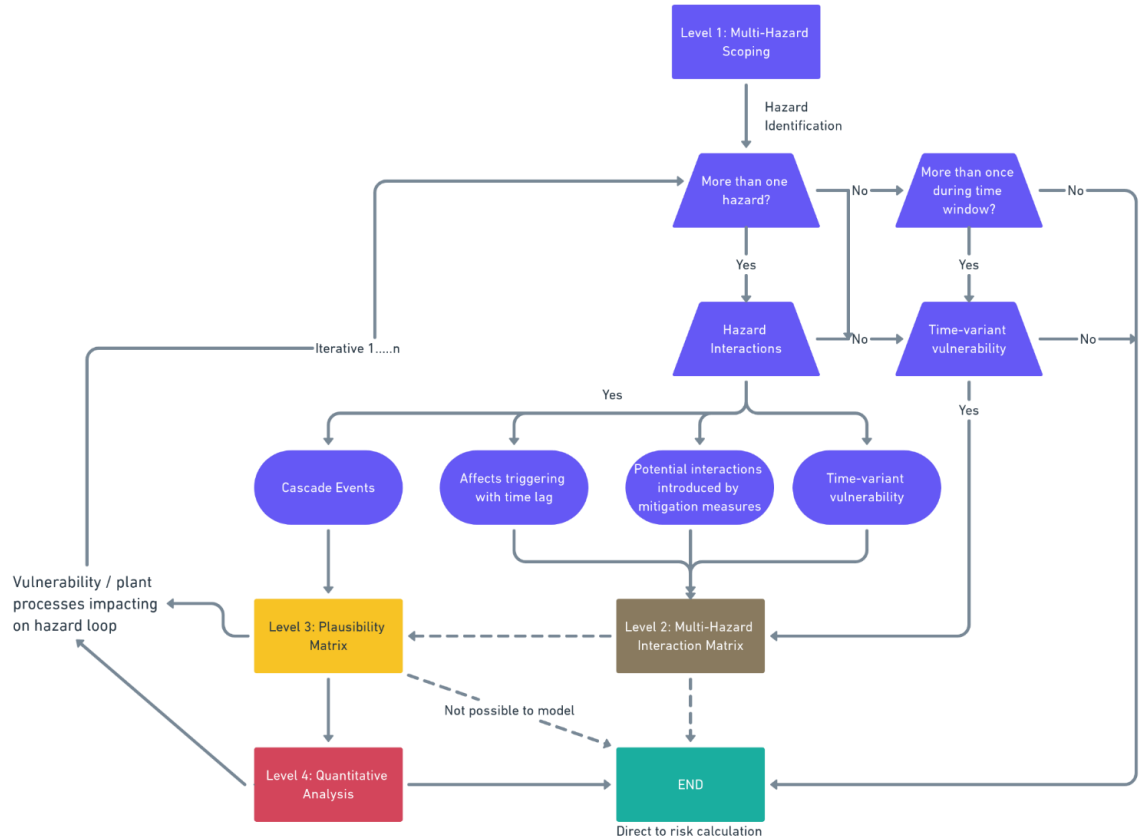 Level 1: Multi-Hazard
Scoping
Hazard
Identification
More than one
hazard?
No
More than once
during time
window?
No
Yes
Yes
Hazard
Interactions
No
Time-variant
vulnerability
No
Iterative 1.....n
Yes
Yes
Cascade Events
Affects triggering
with time lag
Potential interactions
introduced by
mitigation measures
Time-variant
vulnerability
Vulnerability / plant
processes impacting
on hazard loop
Level 3: Plausibility
Matrix
Level 2: Multi-Hazard
Interaction Matrix
Not possible to model
Level 4: Quantitative
Analysis
END
Direct to risk calculation